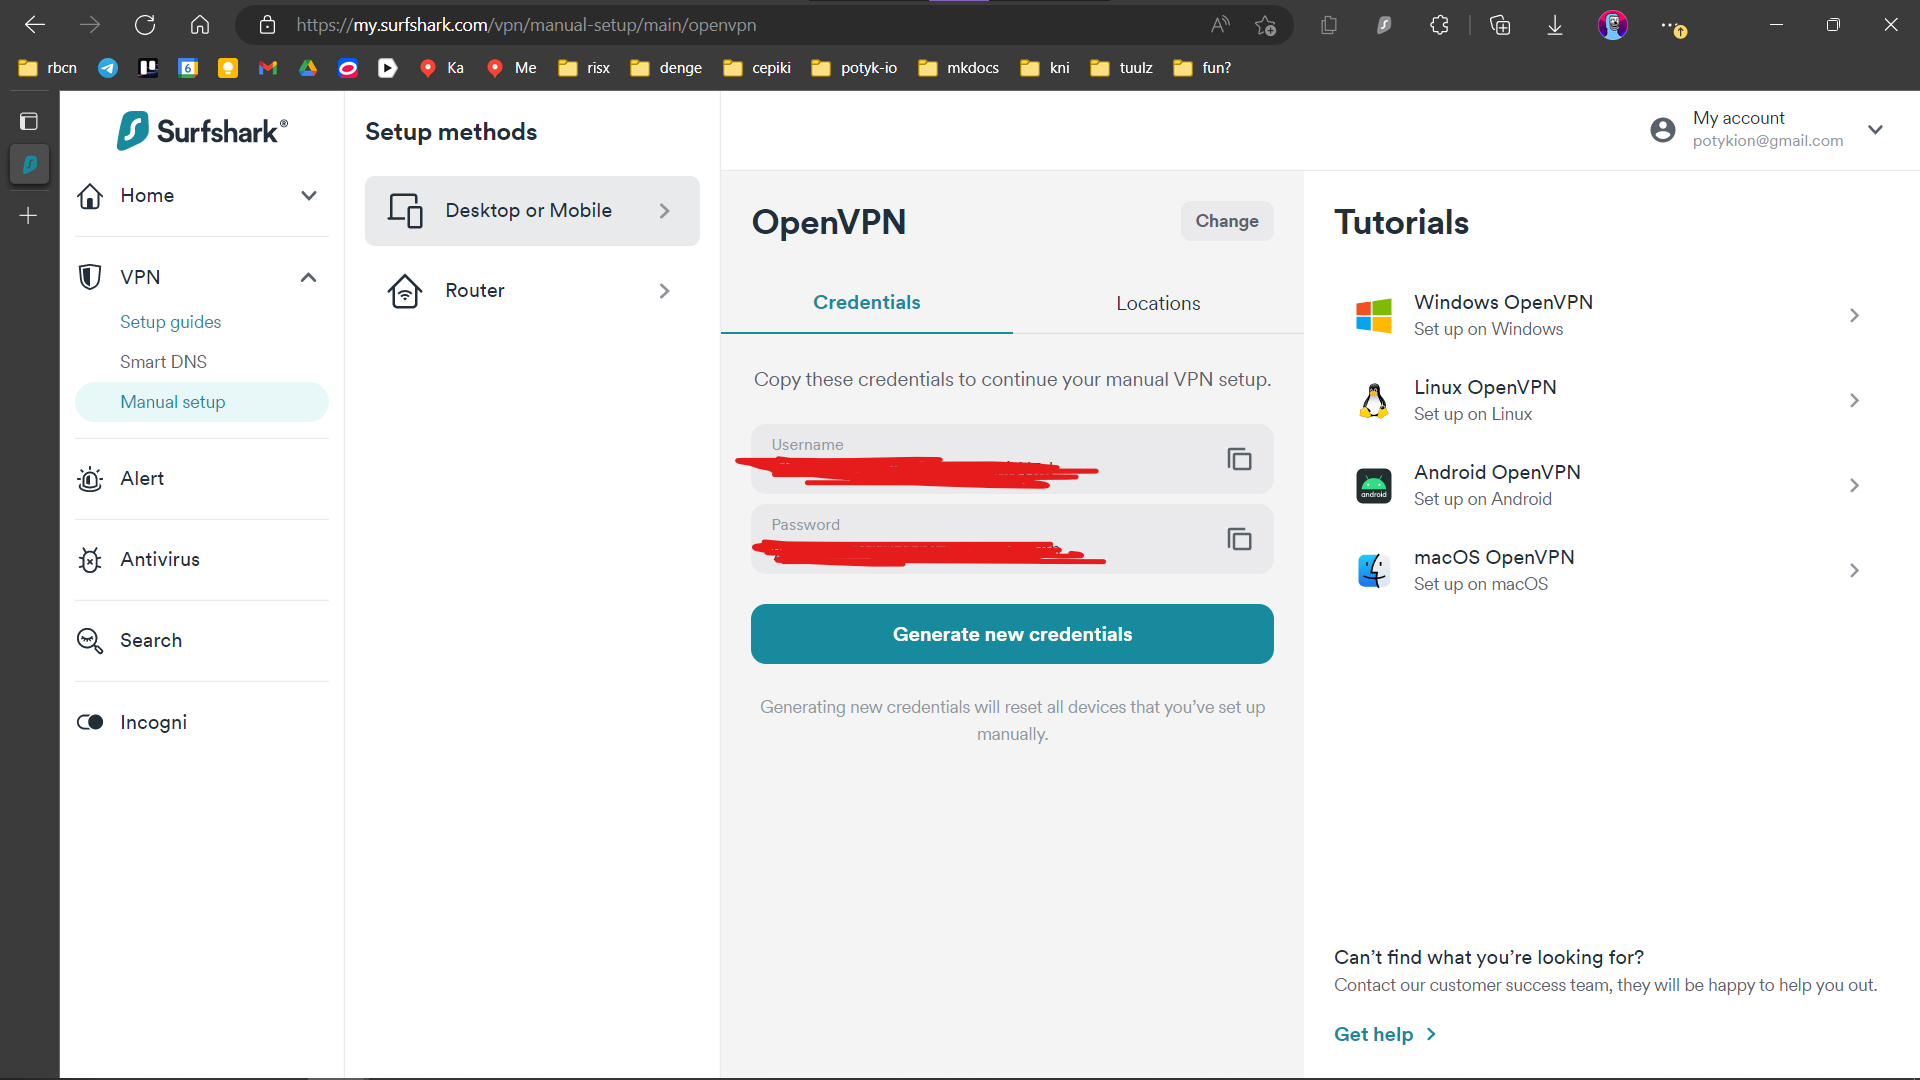 https://my.surfshark.com/vpn/manual-setup/main/openvpn
rbcn
6
Ka
Me
risx
denge
cepiki
potyk-io
mkdocs
kni
tuulz
fun?
Surfshark®
Home
VPN
Setup guides
Smart DNS
Manual setup
Alert
Antivirus
Search
Incogni
Setup methods
Desktop or Mobile
Router
My account
potykion@gmail.com
OpenVPN
Change
Credentials
Locations
Copy these credentials to continue your manual VPN setup.
Username
Password
Generate new credentials
Generating new credentials will reset all devices that you’ve set up
manually.
Tutorials
Windows OpenVPN
Set up on Windows
Linux OpenVPN
Set up on Linux
android
Android OpenVPN
Set up on Android
macOS OpenVPN
Set up on macOS
Can’t find what you’re looking for?
Contact our customer success team, they will be happy to help you out.
Get help